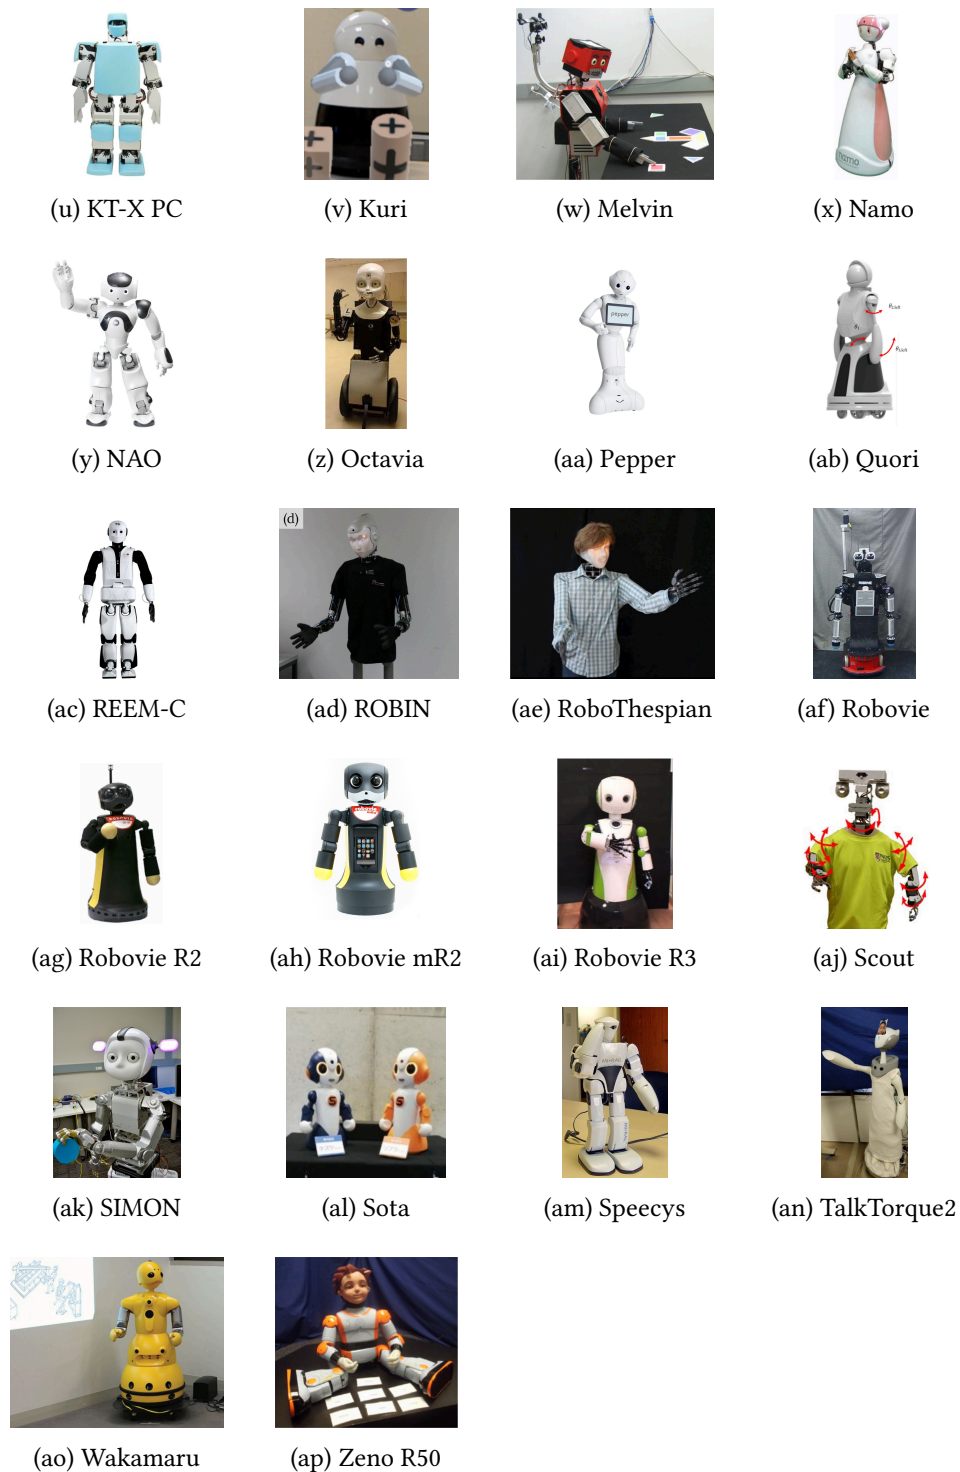 (u) KT-X PC
(v) Kuri
(w) Melvin
(x) Namo
(y) NAO
pepper
(z) Octavia
(aa) Pepper
(ab) Quori
(d)
(ac) REEM-C
(ad) ROBIN
(ae) RoboThespian
(af) Robovie
robovie
(ag) Robovie R2
(ah) Robovie mR2
(ai) Robovie R3
(aj) Scout
S S
(ak) SIMON
(al) Sota
(am) Speecys
(an) TalkTorque2
(ao) Wakamaru
(ap) Zeno R50